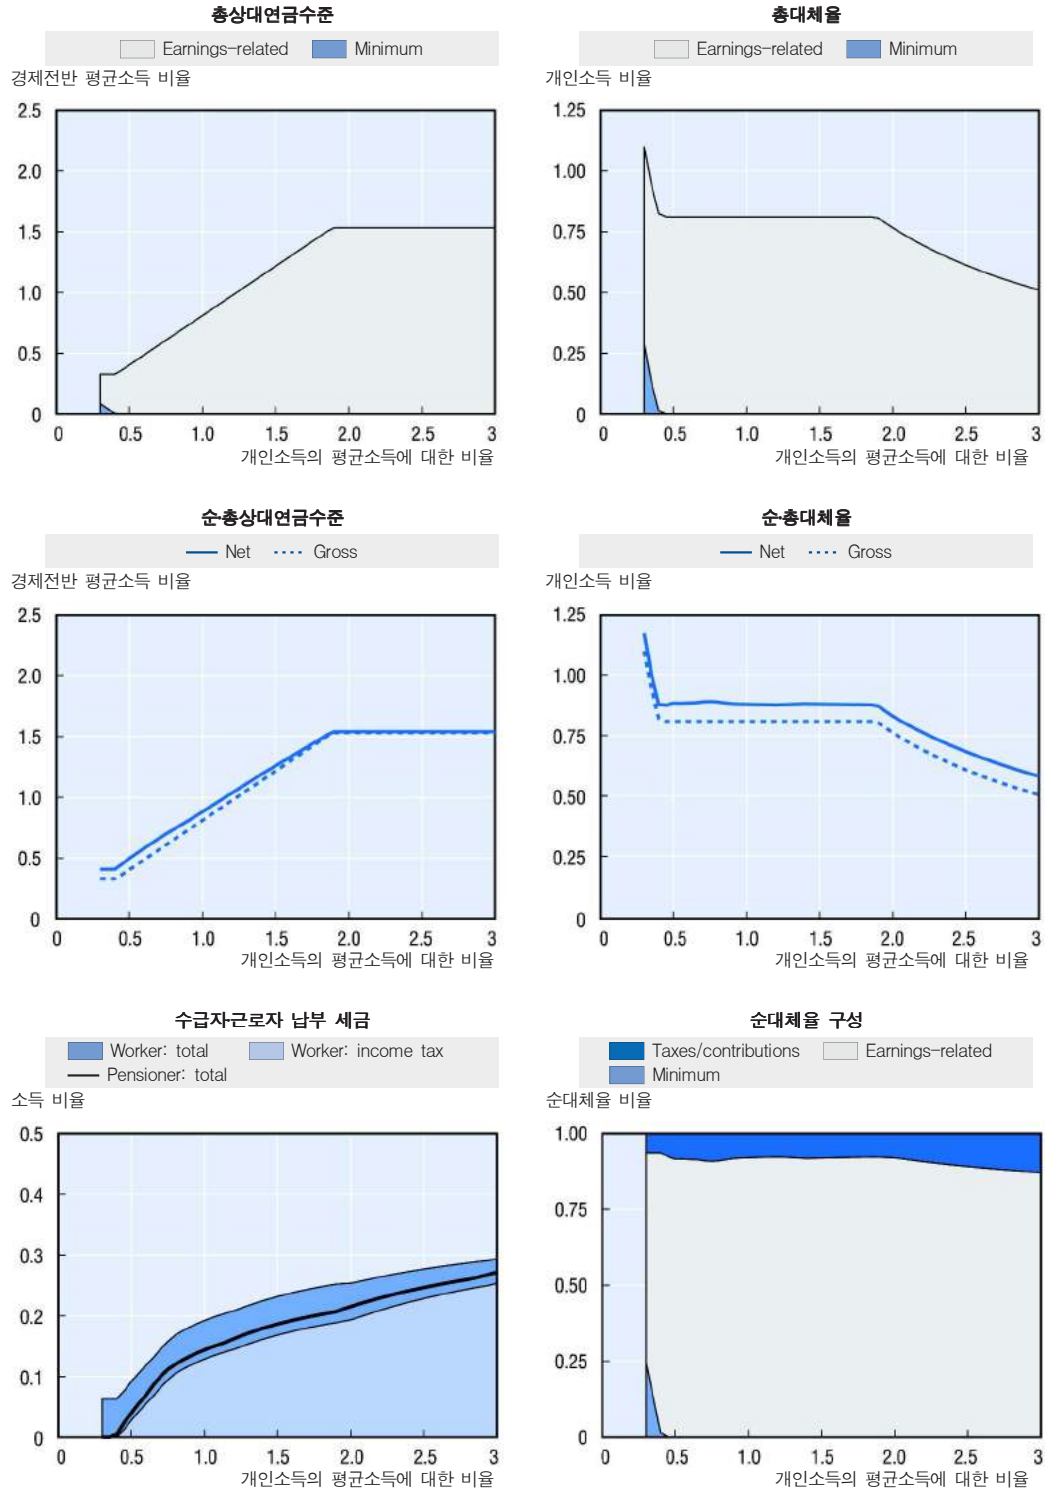 총상대연금수준
Earnings-related Minimum
경제전반 평균소득 비율
2.5
2.0
1.5
1.0
0.5
0
0 0.5 1.0 1.5 2.0 2.5 3
개인소득의 평균소득에 대한 비율
총대체율
Earnings-related Minimum
개인소득 비율
1.25
1.00
0.75
0.50
0.25
0
0 0.5 1.0 1.5 2.0 2.5 3
개인소득의 평균소득에 대한 비율
순·총상대연금수준
Net Gross
경제전반 평균소득 비율
2.5
2.0
1.5
1.0
0.5
0
0 0.5 1.0 1.5 2.0 2.5 3
개인소득의 평균소득에 대한 비율
순·총대체율
Net Gross
개인소득 비율
1.25
1.00
0.75
0.50
0.25
0
0 0.5 1.0 1.5 2.0 2.5 3
개인소득의 평균소득에 대한 비율
수급자·근로자 납부 세금
Worker: total Worker: income tax
Pensioner: total
소득 비율
0.5
0.4
0.3
0.2
0.1
0
0 0.5 1.0 1.5 2.0 2.5 3
개인소득의 평균소득에 대한 비율
순대체율 구성
Taxes/contributions Earnings-related
Minimum
순대체율 비율
1.00
0.75
0.50
0.25
0
0 0.5 1.0 1.5 2.0 2.5 3
개인소득의 평균소득에 대한 비율